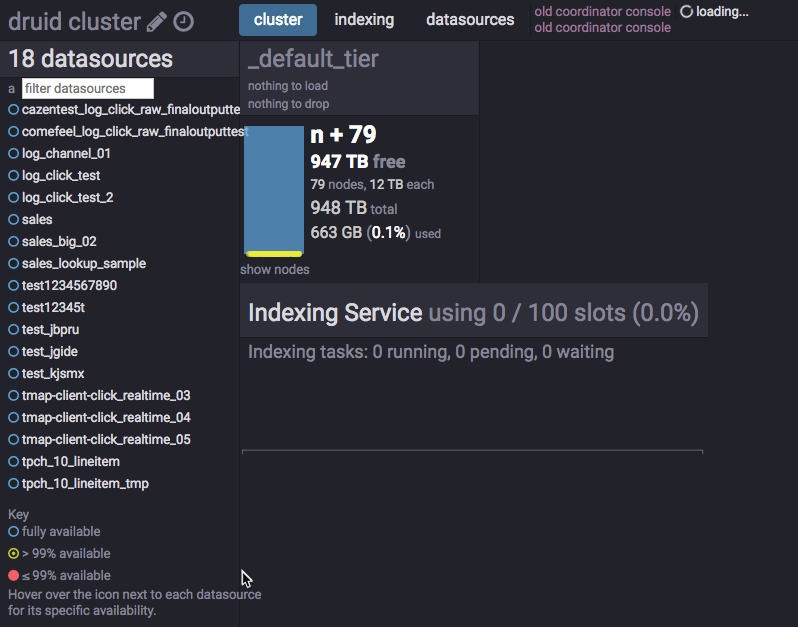 druid cluster
cluster
indexing
datasources
old coordinator console
old coordinator console
loading...
18 datasources
a
filter datasources
cazentest_log_click_raw_finaloutputte
comefeel_log_click_raw_finaloutputtest
log_channel_01
log_click_test
log_click_test_2
sales
sales_big_02
sales_lookup_sample
test1234567890
test12345t
test_jbpru
test_jgide
test_kjsmx
tmap-client-click_realtime_03
tmap-client-click_realtime_04
tmap-client-click_realtime_05
tpch_10_lineitem
tpch_10_lineitem_tmp
Key
fully available
> 99% available
≤ 99% available
Hover over the icon next to each datasource
for its specific availability.
_default_tier
nothing to load
nothing to drop
n + 79
947 TB free
79 nodes, 12 TB each
948 TB total
663 GB (0.1%) used
show nodes
Indexing Service using 0 / 100 slots (0.0%)
Indexing tasks: 0 running, 0 pending, 0 waiting